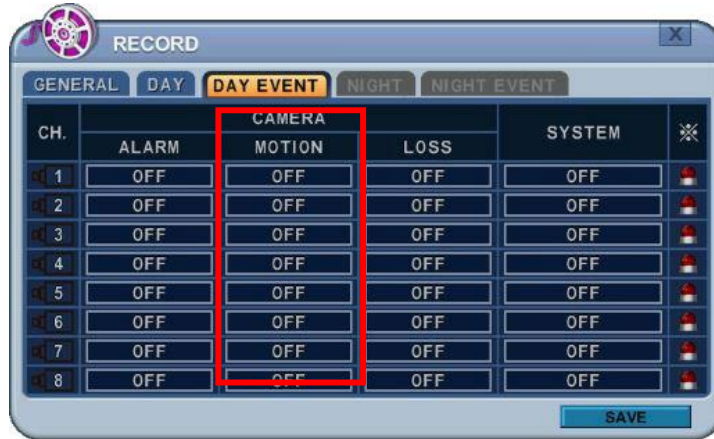 RECORD X
GENERAL DAY DAY EVENT NIGHT NIGHT EVENT
CH. CAMERA SYSTEM ※
ALARM MOTION LOSS
1 OFF OFF OFF OFF
2 OFF OFF OFF OFF
3 OFF OFF OFF OFF
4 OFF OFF OFF OFF
5 OFF OFF OFF OFF
6 OFF OFF OFF OFF
7 OFF OFF OFF OFF
8 OFF OFF OFF OFF
SAVE